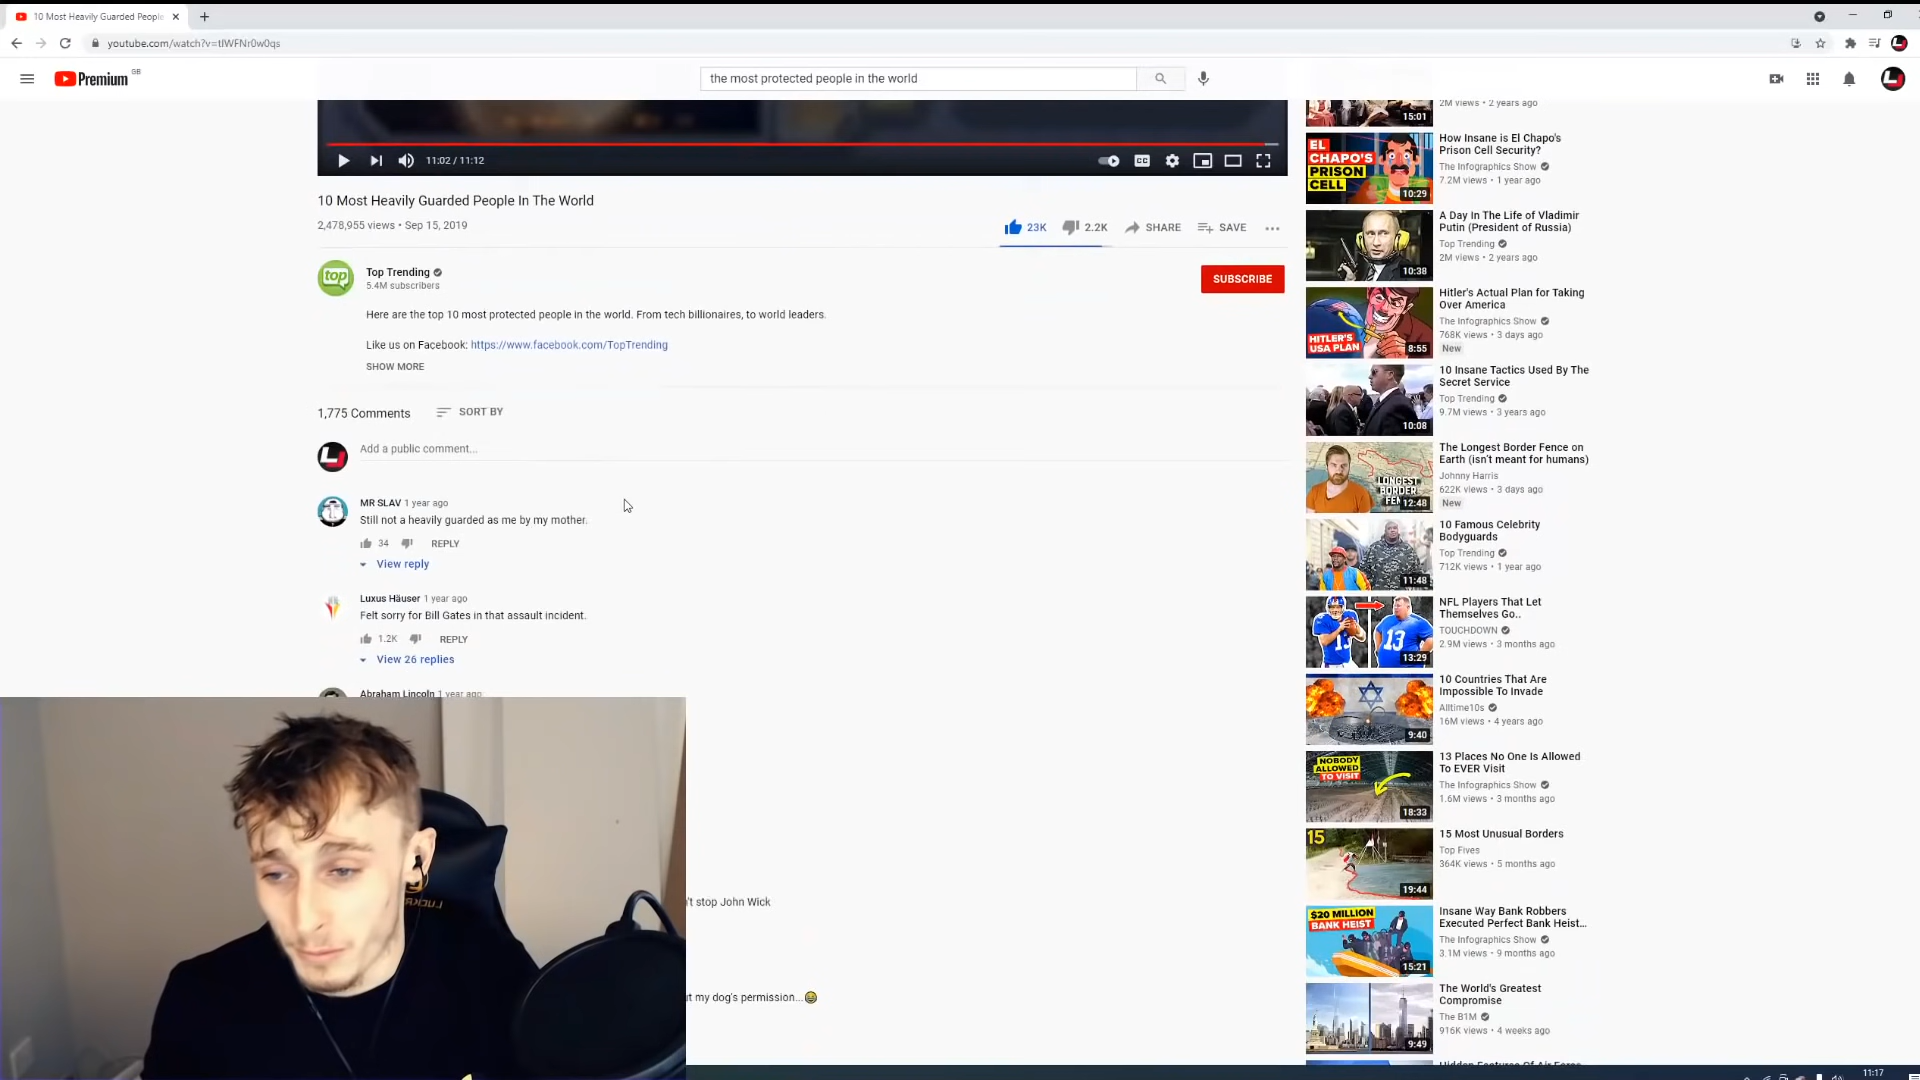 10 Most Heavily Guarded People
youtube.com/watch?v=tlWFNr0w0qs
Premium GB
the most protected people in the world
11:02 / 11:12
CC
10 Most Heavily Guarded People In The World
2,478,955 views • Sep 15, 2019
23K
2.2K
SHARE
SAVE
top
Top Trending
5.4M subscribers
SUBSCRIBE
Here are the top 10 most protected people in the world. From tech billionaires, to world leaders.
Like us on Facebook: https://www.facebook.com/TopTrending
SHOW MORE
1,775 Comments
SORT BY
Add a public comment...
MR SLAV 1 year ago
Still not a heavily guarded as me by my mother.
34
REPLY
View reply
Luxus Häuser 1 year ago
Felt sorry for Bill Gates in that assault incident.
1.2K
REPLY
View 26 replies
Abraham Lincoln 1 year ago
't stop John Wick
my dog's permission...😂
2M views • 2 years ago
15:01
EL CHAPO'S PRISON CELL
10:29
How Insane is El Chapo's
Prison Cell Security?
The Infographics Show
7.2M views • 1 year ago
10:38
A Day In The Life of Vladimir
Putin (President of Russia)
Top Trending
2M views • 2 years ago
HITLER'S USA PLAN
8:55
Hitler's Actual Plan for Taking
Over America
The Infographics Show
768K views • 3 days ago
New
10:08
10 Insane Tactics Used By The
Secret Service
Top Trending
9.7M views • 3 years ago
LONGEST
BORDER
12:48
The Longest Border Fence on
Earth (isn't meant for humans)
Johnny Harris
622K views • 3 days ago
New
11:48
10 Famous Celebrity
Bodyguards
Top Trending
712K views • 1 year ago
13
13
13:29
NFL Players That Let
Themselves Go..
TOUCHDOWN
2.9M views • 3 months ago
9:40
10 Countries That Are
Impossible To Invade
Alltime10s
16M views • 4 years ago
NOBODY
ALLOWED
TO VISIT
18:33
13 Places No One Is Allowed
To EVER Visit
The Infographics Show
1.6M views • 3 months ago
15
19:44
15 Most Unusual Borders
Top Fives
364K views • 5 months ago
$20 MILLION
BANK HEIST
15:21
Insane Way Bank Robbers
Executed Perfect Bank Heist...
The Infographics Show
3.1M views • 9 months ago
9:49
The World's Greatest
Compromise
The B1M
916K views • 4 weeks ago
11:17